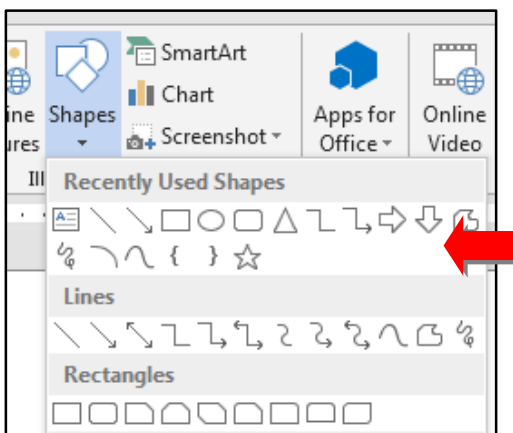 SmartArt
Chart
Shapes
Screenshot
Apps for
Office
Online
Video
Recently Used Shapes
Lines
Rectangles